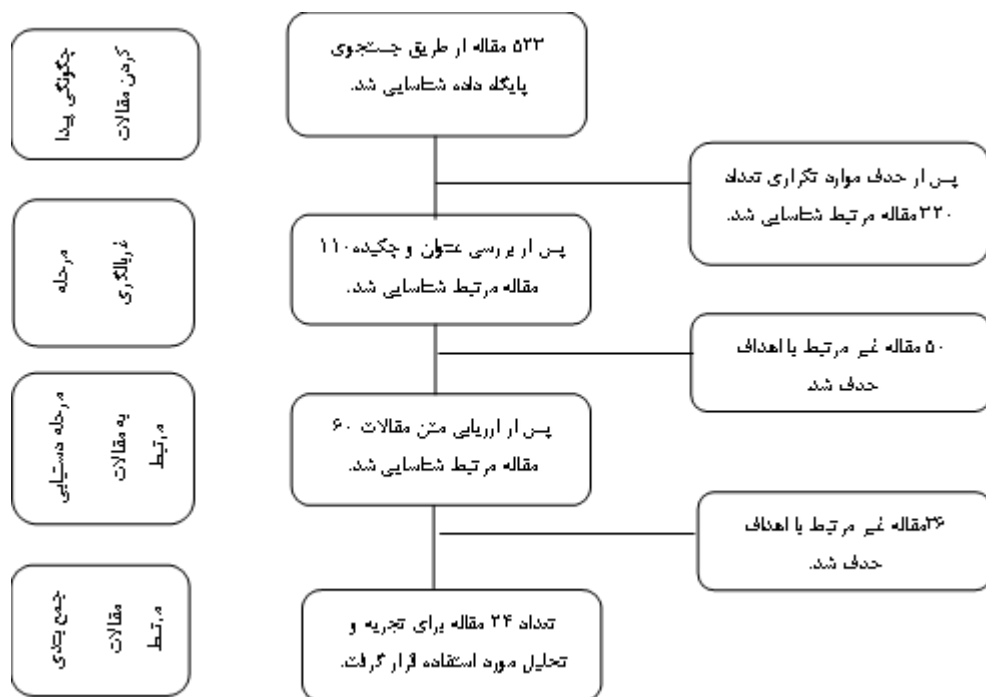 چگونگی پیدا
کردن مقالات
مقاله از طریق جستجوی
پایگاه داده شناسایی شد.
پس از حذف موارد تکراری تعداد
مقاله مرتبط شناسایی شد.
مرحله
غربالگری
پس از بررسی عنوان و چکیده ۱۱۰
مقاله مرتبط شناسایی شد.
۵۰ مقاله غیر مرتبط با اهداف
حذف شد.
مرحله دستیابی
به مقالات
مرتبط
پس از ارزیابی متن مقالات ۶۰
مقاله مرتبط شناسایی شد.
مقاله غیر مرتبط با اهداف
حذف شد.
جمع بندی
مقالات
مرتبط
تعداد مقاله برای تجزیه و
تحلیل مورد استفاده قرار گرفت.